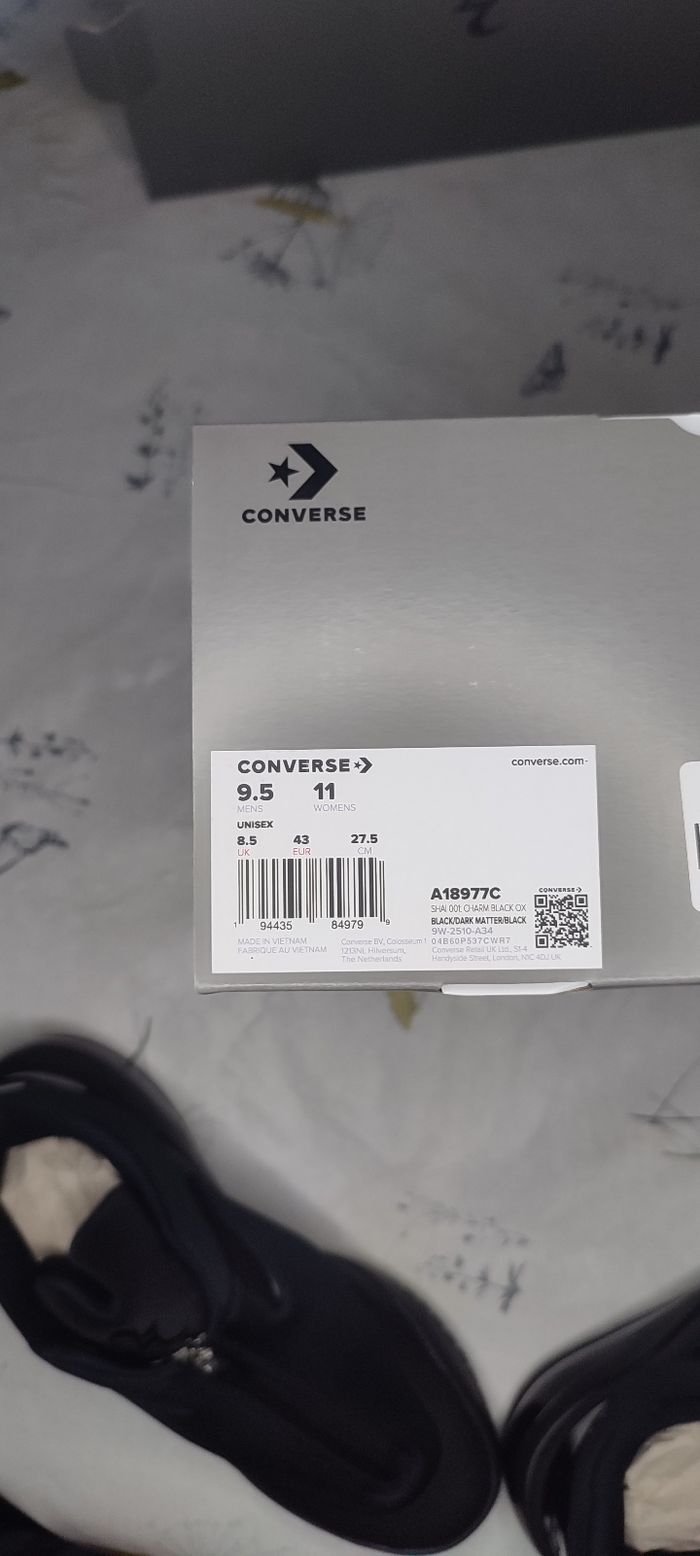 CONVERSE
CONVERSE converse.com
9.5 11
MENS WOMENS
UNISEX
8.5 43 27.5
UK EUR CM
1 94435 84979 9
A18977C
SHAI 001: CHARM BLACK OX
BLACK/DARK MATTER/BLACK
9W-2510-A34
04B60P537CWR7
CONVERSE
MADE IN VIETNAM
FABRIQUE AU VIETNAM
Converse BV, Colosseum 1
1213NL Hilversum,
The Netherlands
Converse Retail UK Ltd., S1-4
Handyside Street, London, N1C 4DJ UK